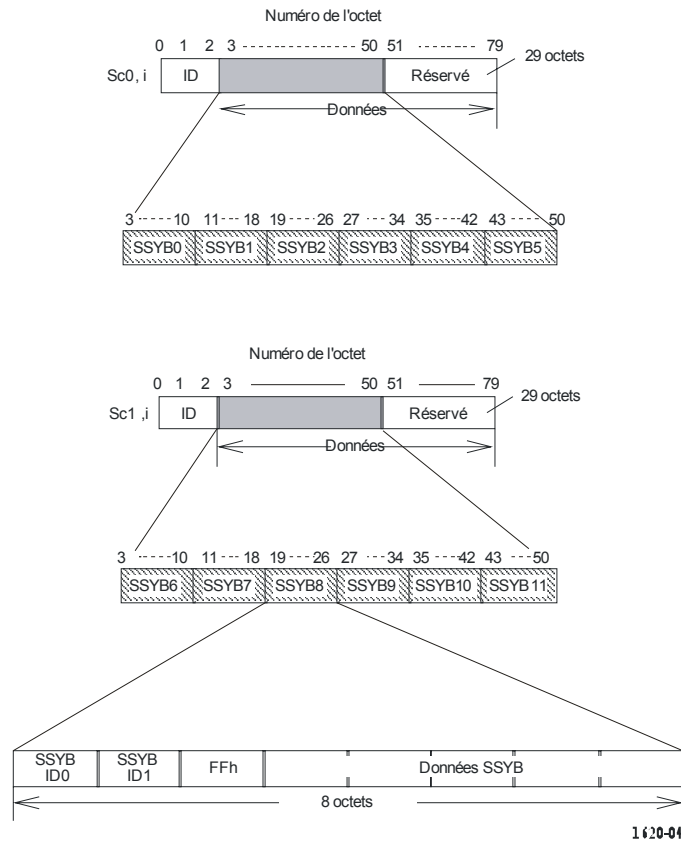 Numéro de l'octet
0 1 2 3 ---------------------- 50 51 ---------- 79
29 octets
Sc0, i ID Réservé
Données
3 ------ 10 11 --- 18 19 ---- 26 27 --- 34 35 ----- 42 43 ---- 50
SSYB0 SSYB1 SSYB2 SSYB3 SSYB4 SSYB5
Numéro de l'octet
0 1 2 3 50 51 79
29 octets
Sc1 ,i ID Réservé
Données
3 ------ 10 11 ---- 18 19 ---- 26 27 ---- 34 35 ---- 42 43 --- 50
SSYB6 SSYB7 SSYB8 SSYB9 SSYB10 SSYB 11
SSYB ID0 SSYB ID1 FFh Données SSYB
8 octets